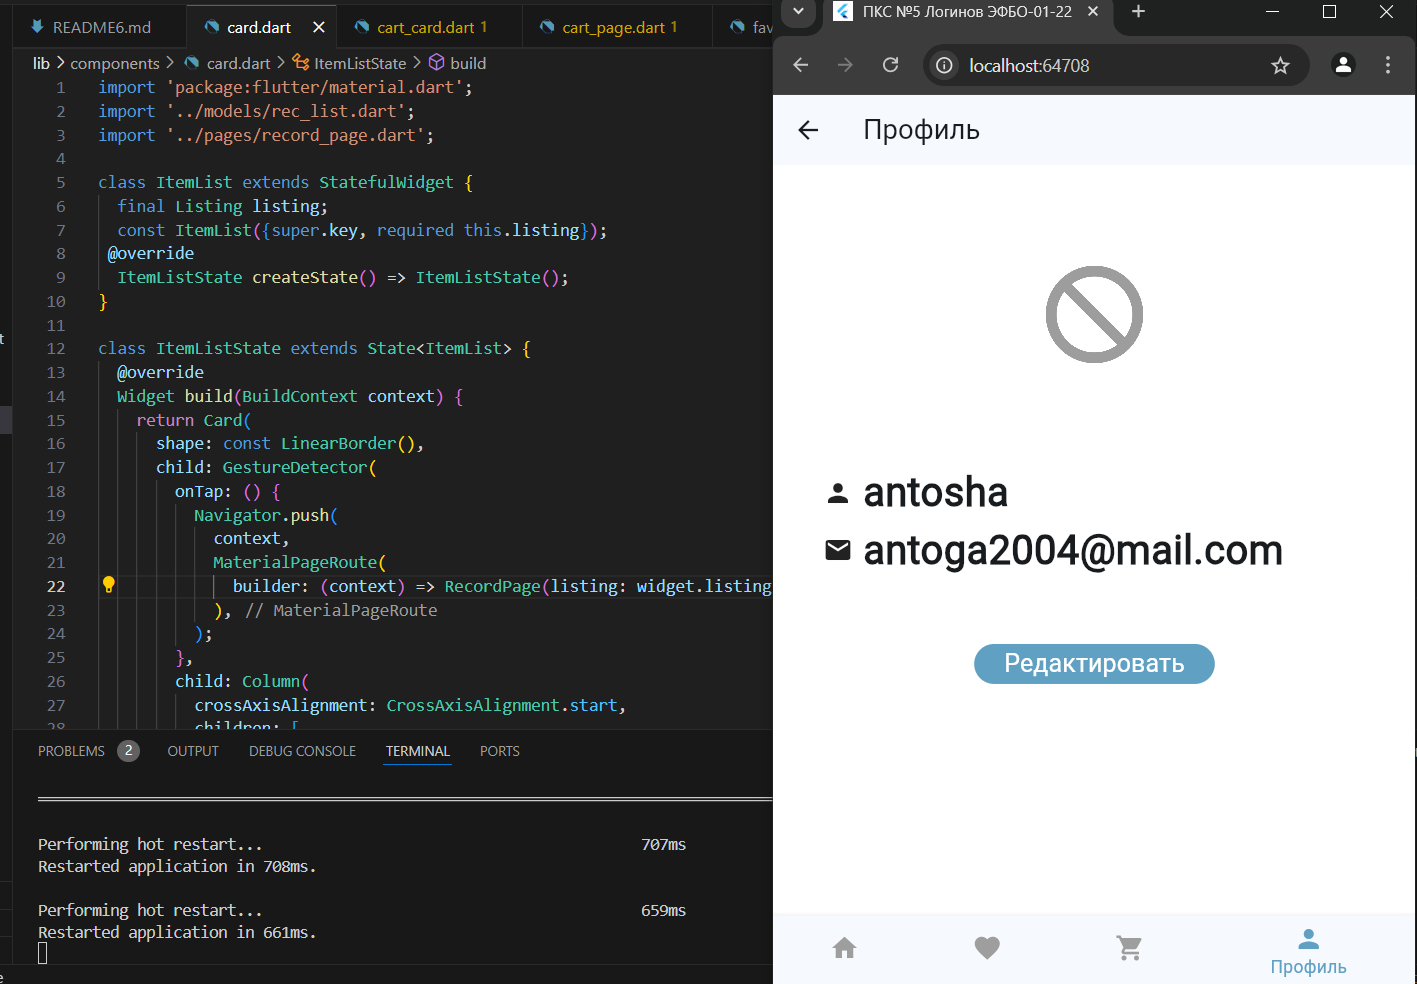 README6.md
card.dart
cart_card.dart 1
cart_page.dart 1
fav
lib > components > card.dart > ItemListState > build
1 import 'package:flutter/material.dart';
2 import '../models/rec_list.dart';
3 import '../pages/record_page.dart';
4
5 class ItemList extends StatefulWidget {
6 final Listing listing;
7 const ItemList({super.key, required this.listing});
8 @override
9 ItemListState createState() => ItemListState();
10 }
11
12 class ItemListState extends State<ItemList> {
13 @override
14 Widget build(BuildContext context) {
15 return Card(
16 shape: const LinearBorder(),
17 child: GestureDetector(
18 onTap: () {
19 Navigator.push(
20 context,
21 MaterialPageRoute(
22 builder: (context) => RecordPage(listing: widget.listing
23 ), // MaterialPageRoute
24 );
25 },
26 child: Column(
27 crossAxisAlignment: CrossAxisAlignment.start,
28 children: [
PROBLEMS 2 OUTPUT DEBUG CONSOLE TERMINAL PORTS
Performing hot restart... 707ms
Restarted application in 708ms.
Performing hot restart... 659ms
Restarted application in 661ms.
ПКС №5 Логинов ЭФБО-01-22
localhost:64708
Профиль
antosha
antoga2004@mail.com
Редактировать
Профиль